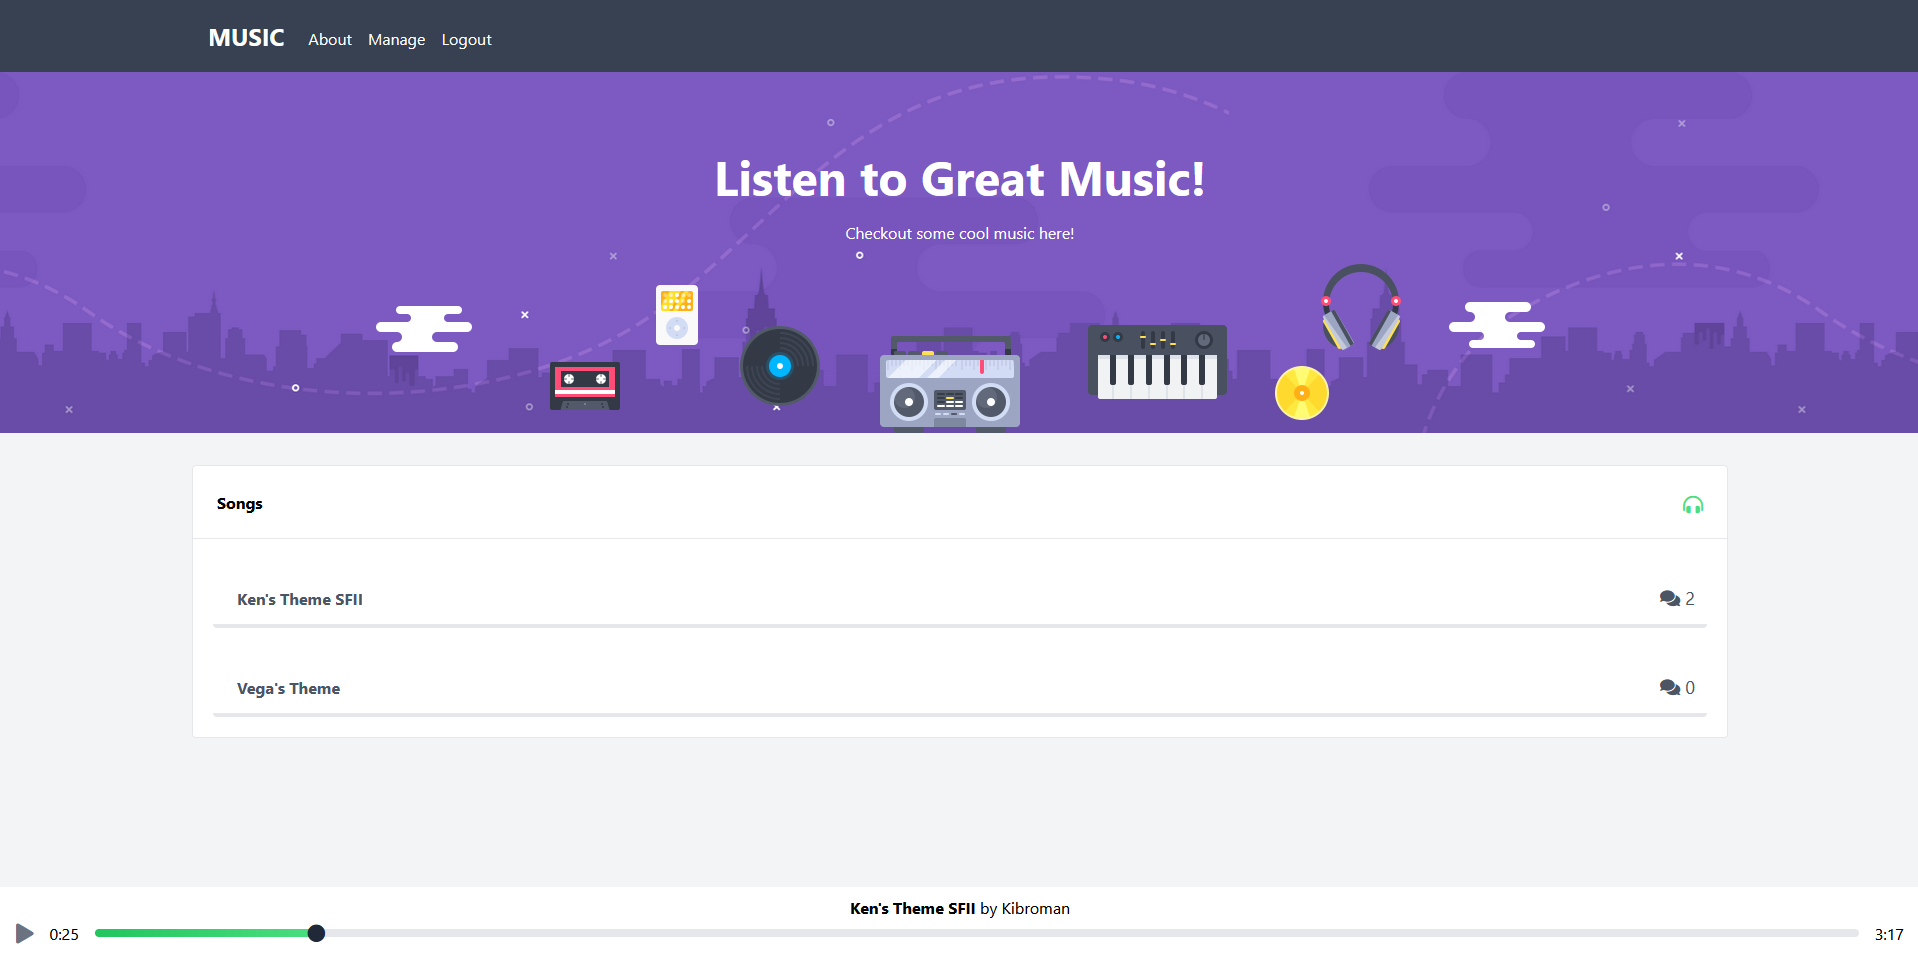 MUSIC About Manage Logout
Listen to Great Music!
Checkout some cool music here!
Songs
Ken's Theme SFII 2
Vega's Theme 0
Ken's Theme SFII by Kibroman
0:25 3:17